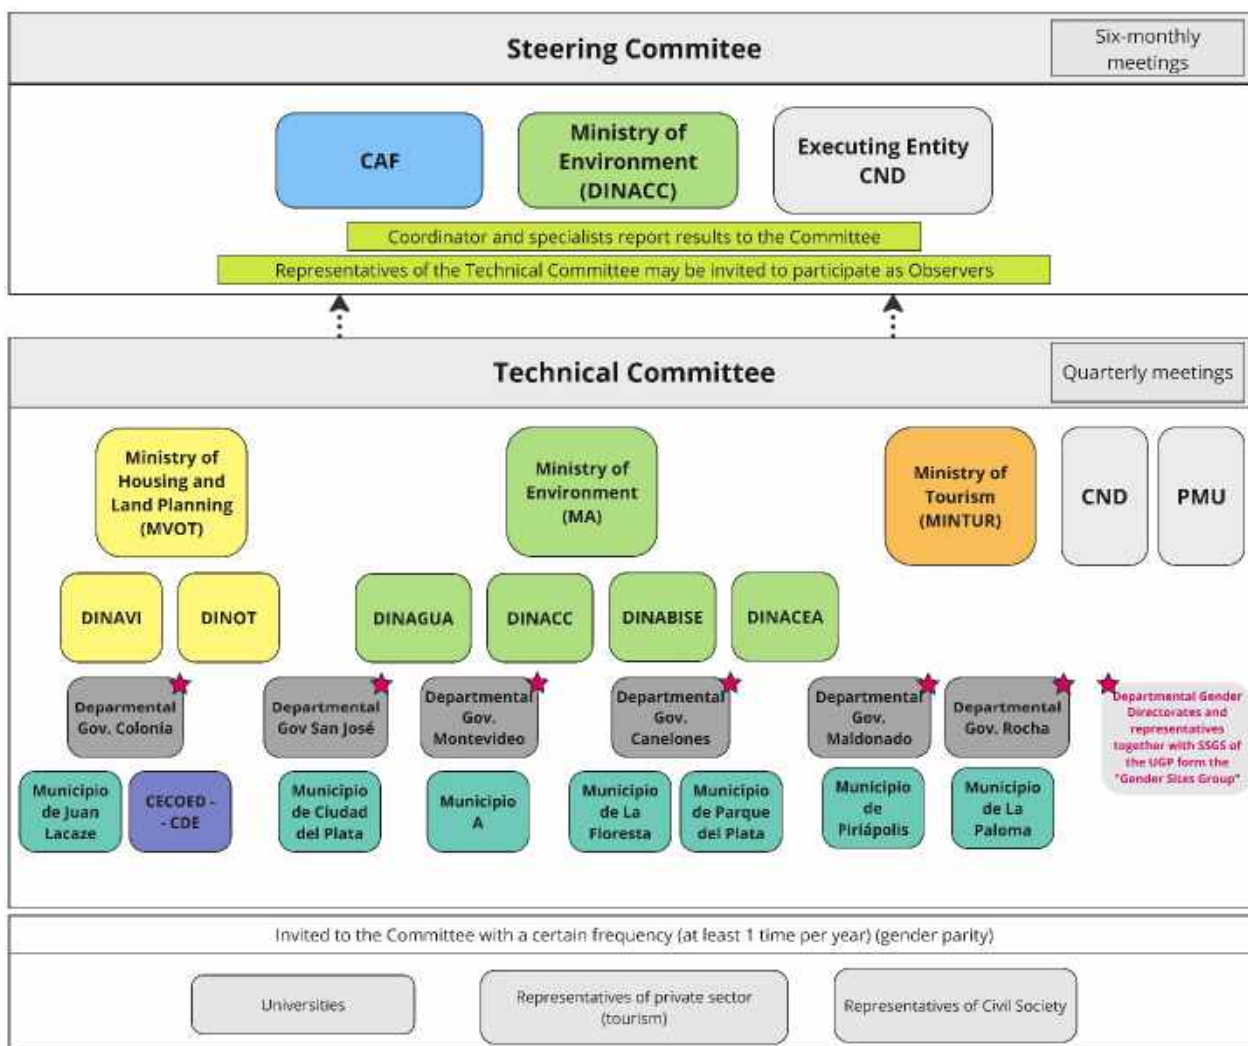 Steering Commitee
Six-monthly
meetings
CAF
Ministry of
Environment
(DINACC)
Executing Entity
CND
Coordinator and specialists report results to the Committee
Representatives of the Technical Committee may be invited to participate as Observers
Technical Committee
Quarterly meetings
Ministry of
Housing and
Land Planning
(MVOT)
Ministry of
Environment
(MA)
Ministry of
Tourism
(MINTUR)
CND
PMU
DINAVI
DINOT
DINAGUA
DINACC
DINABISE
DINACEA
Deparmental
Gov. Colonia
Departmental
Gov San José
Departmental
Gov.
Montevideo
Departmental
Gov.
Canelones
Departmental
Gov.
Maldonado
Departmental
Gov. Rocha
Departmental Gender
Directorates and
representatives
together with SSGS of
the UGP form the
"Gender Sites Group"
Municipio
de Juan
Lacaze
CECOED -
- CDE
Municipio
de Ciudad
del Plata
Municipio
A
Municipio
de La
Floresta
Municipio
de Parque
del Plata
Municipio
de
Piriápolis
Municipio
de La
Paloma
Invited to the Committee with a certain frequency (at least 1 time per year) (gender parity)
Universities
Representatives of private sector
(tourism)
Representatives of Civil Society